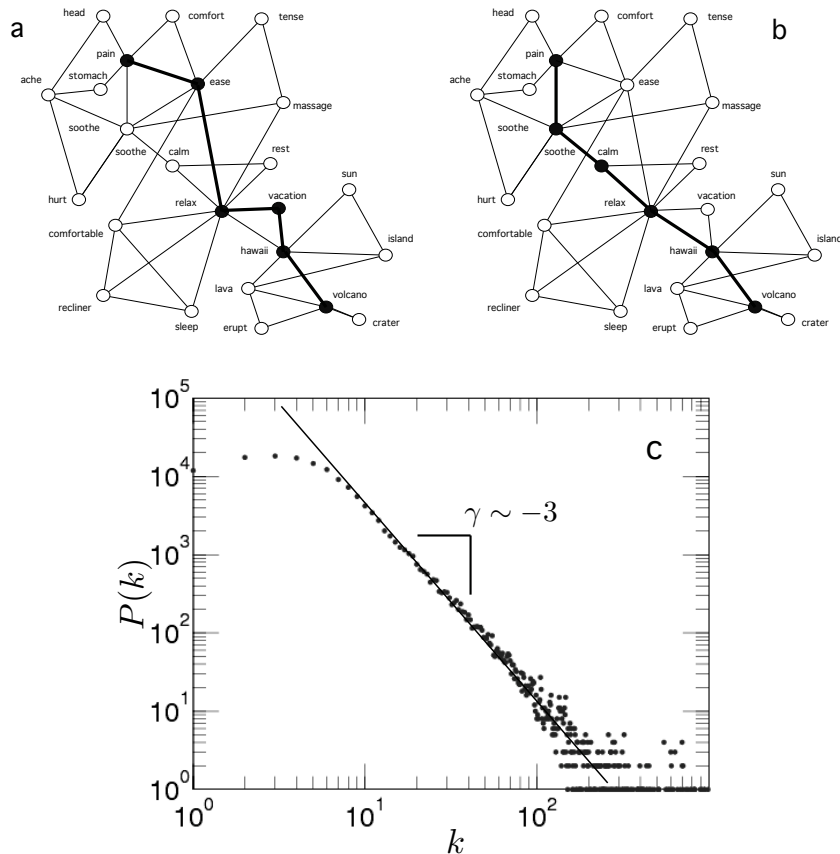 a
head
comfort
tense
pain
stomach
ease
ache
massage
soothe
soothe
calm
rest
hurt
relax
vacation
sun
comfortable
hawaii
island
lava
volcano
recliner
sleep
erupt
crater
b
head
comfort
tense
pain
stomach
ease
ache
massage
soothe
soothe
calm
rest
hurt
relax
vacation
sun
comfortable
hawaii
island
lava
volcano
recliner
sleep
erupt
crater
c
10^5
10^4
10^3
10^2
10^1
10^0
P(k)
γ ∼ −3
10^0
10^1
10^2
k